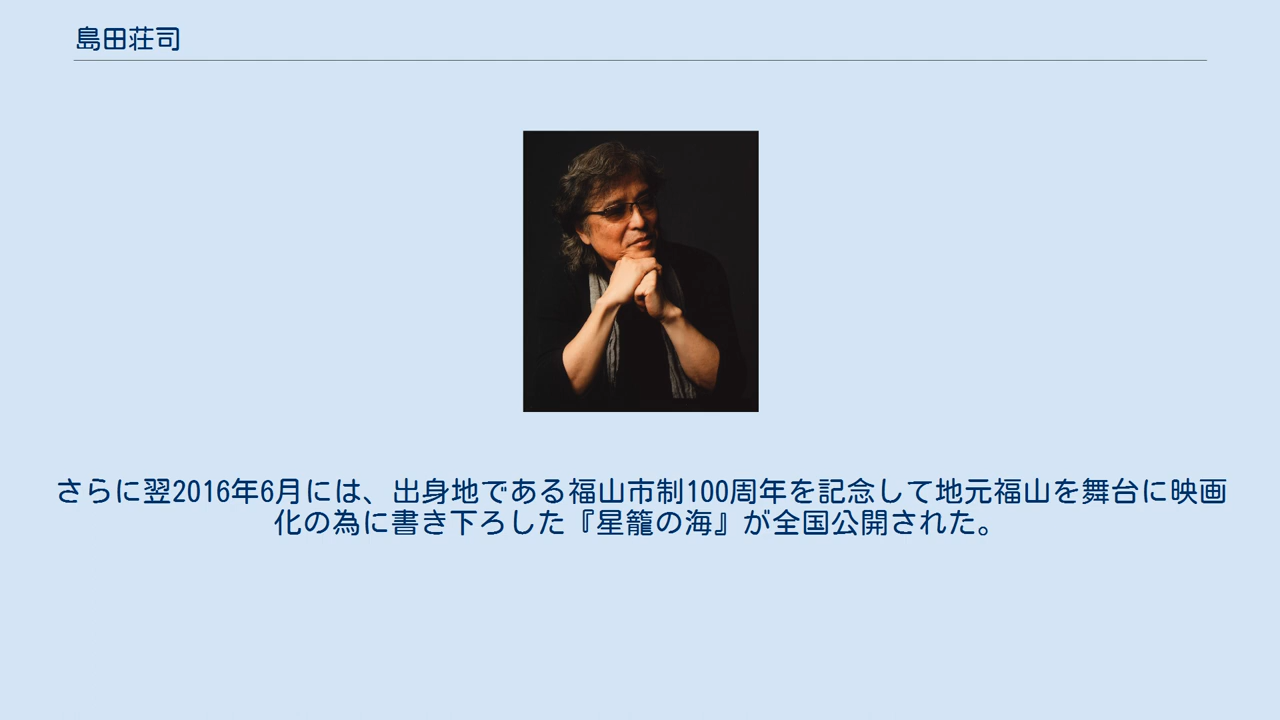 島田荘司
さらに翌2016年6月には、出身地である福山市制100周年を記念して地元福山を舞台に映画
化の為に書き下ろした『星籠の海』が全国公開された。